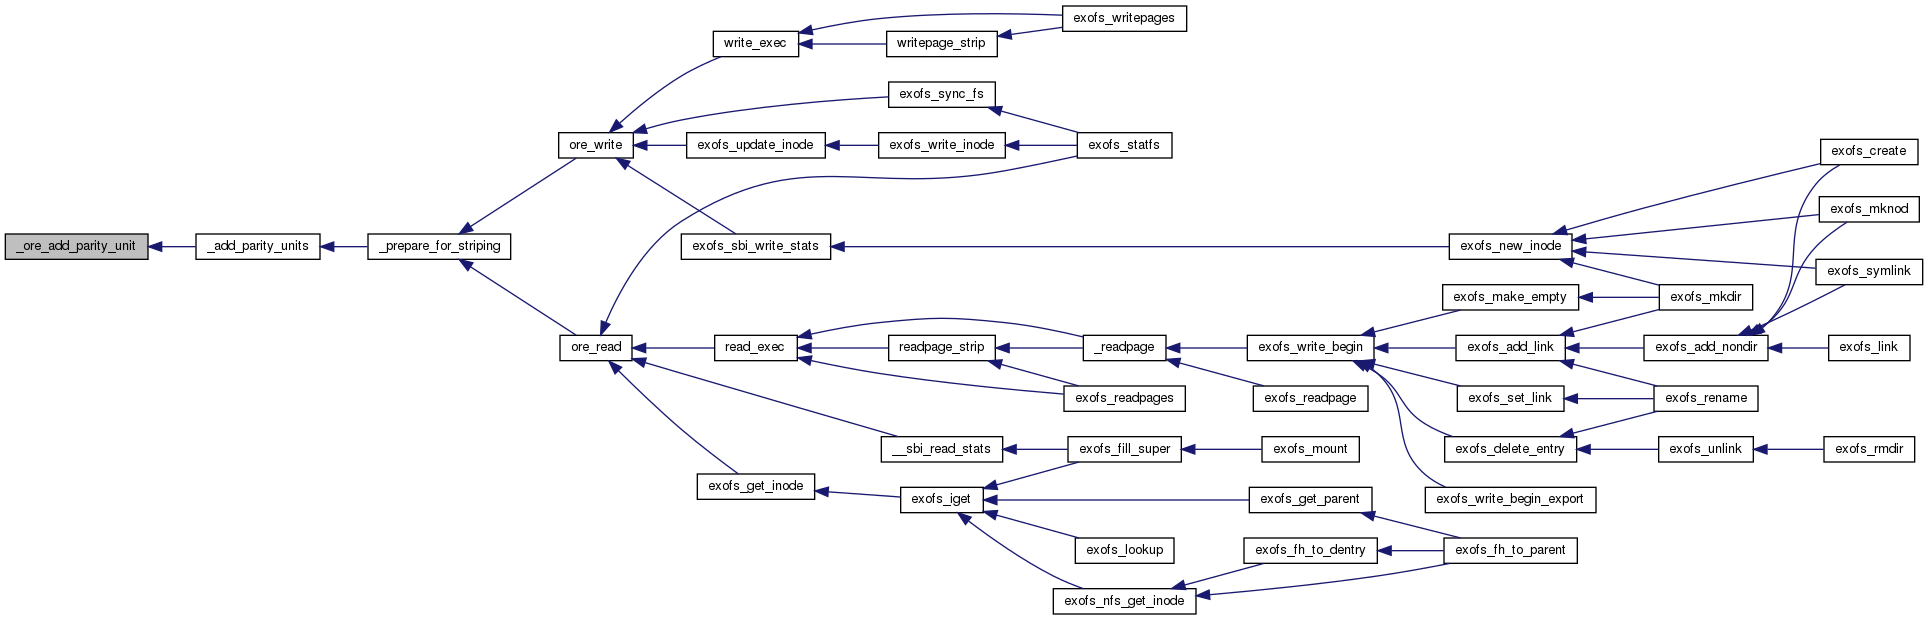 _ore_add_parity_unit
_add_parity_units
_prepare_for_striping
ore_write
write_exec
exofs_writepages
writepage_strip
exofs_sync_fs
exofs_update_inode
exofs_write_inode
exofs_statfs
exofs_sbi_write_stats
exofs_new_inode
exofs_create
exofs_mknod
exofs_symlink
exofs_mkdir
exofs_make_empty
ore_read
read_exec
readpage_strip
_readpage
exofs_write_begin
exofs_add_link
exofs_add_nondir
exofs_link
exofs_readpages
exofs_readpage
exofs_set_link
exofs_rename
__sbi_read_stats
exofs_fill_super
exofs_mount
exofs_delete_entry
exofs_unlink
exofs_rmdir
exofs_get_inode
exofs_iget
exofs_get_parent
exofs_write_begin_export
exofs_lookup
exofs_fh_to_dentry
exofs_fh_to_parent
exofs_nfs_get_inode